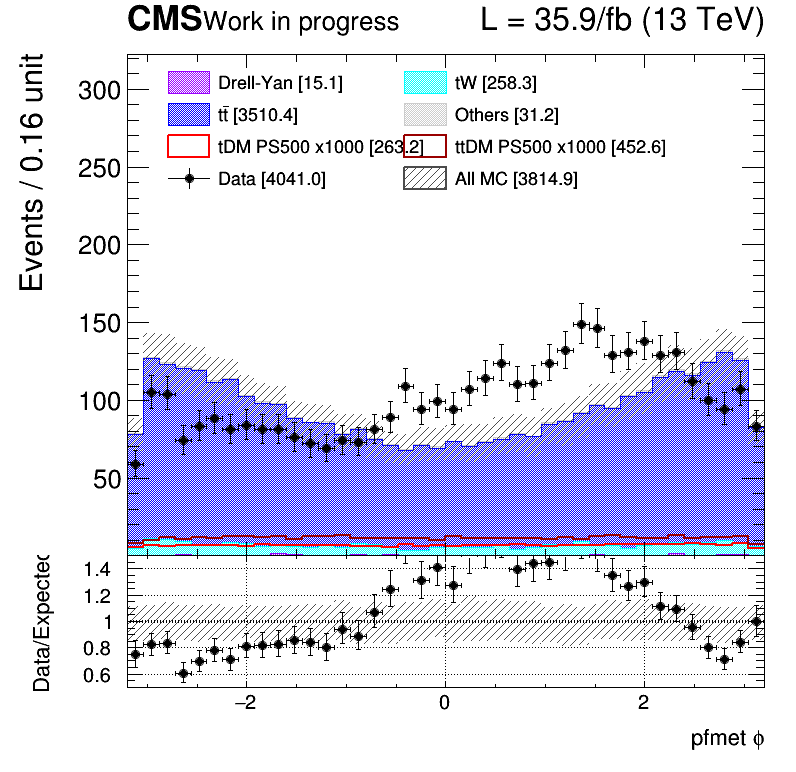 CMS Work in progress L = 35.9/fb (13 TeV)
Events / 0.16 unit
300
250
200
150
100
50
Drell-Yan [15.1] tW [258.3]
tt̄ [3510.4] Others [31.2]
tDM PS500 x1000 [263.2] ttDM PS500 x1000 [452.6]
Data [4041.0] All MC [3814.9]
Data/Expected
1.4
1.2
1
0.8
0.6
−2 0 2
pfmet ϕ